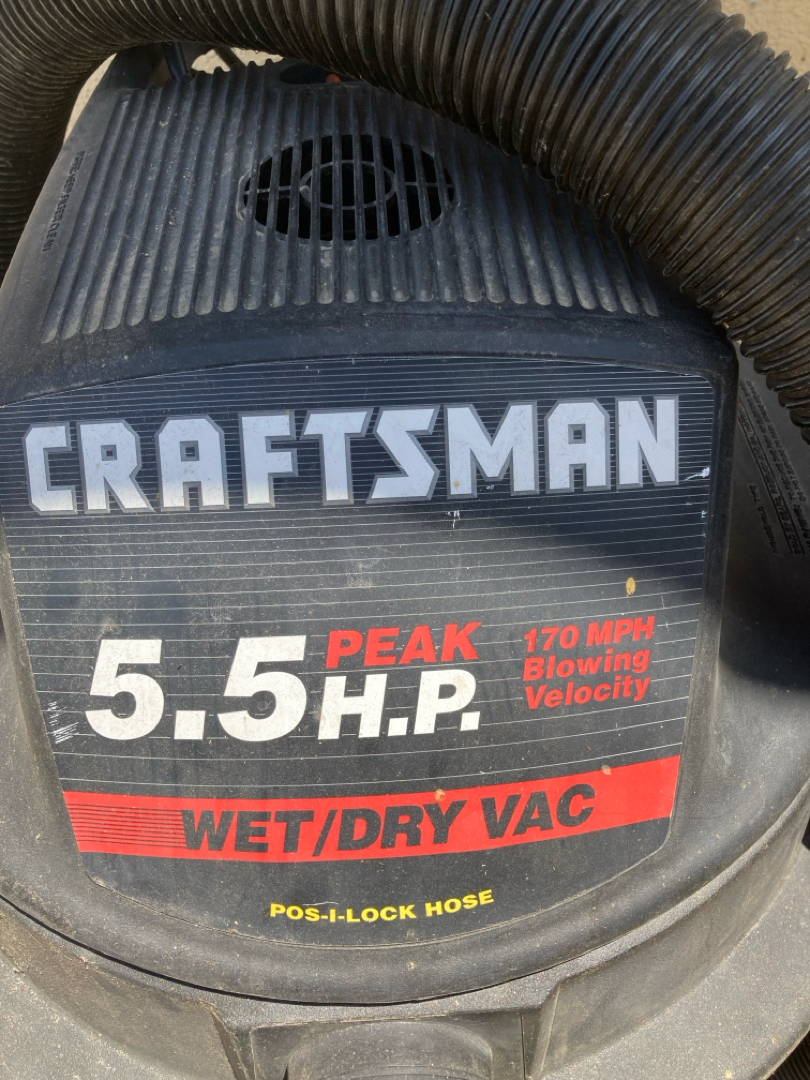 CRAFTSMAN
5.5 PEAK H.P.
170 MPH
Blowing
Velocity
WET/DRY VAC
POS-I-LOCK HOSE